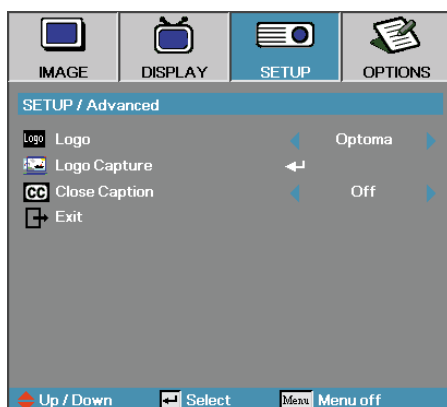 IMAGE DISPLAY SETUP OPTIONS
SETUP / Advanced
Logo Logo Optoma
Logo Capture
CC Close Caption Off
Exit
Up / Down Select Menu Menu off